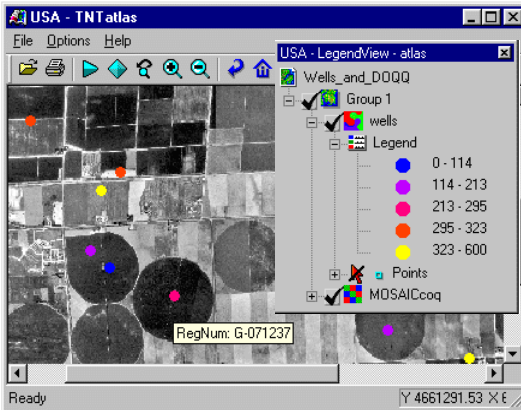 USA - TNTatlas
File Options Help
USA - LegendView - atlas
Wells_and_DOQQ
Group 1
wells
Legend
0 - 114
114 - 213
213 - 295
295 - 323
323 - 600
Points
MOSAICcoq
RegNum: G-071237
Ready
Y 4661291.53 X 6